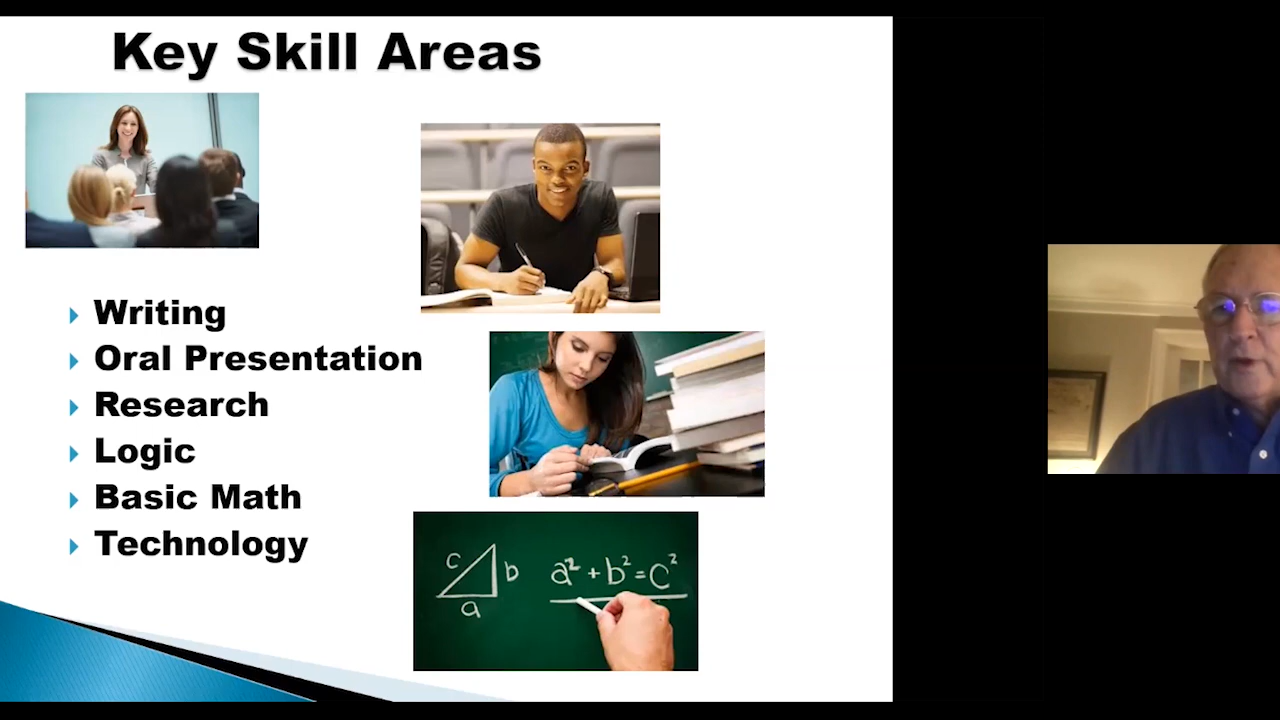 Key Skill Areas
Writing
Oral Presentation
Research
Logic
Basic Math
Technology
c b a² + b² = c²
a